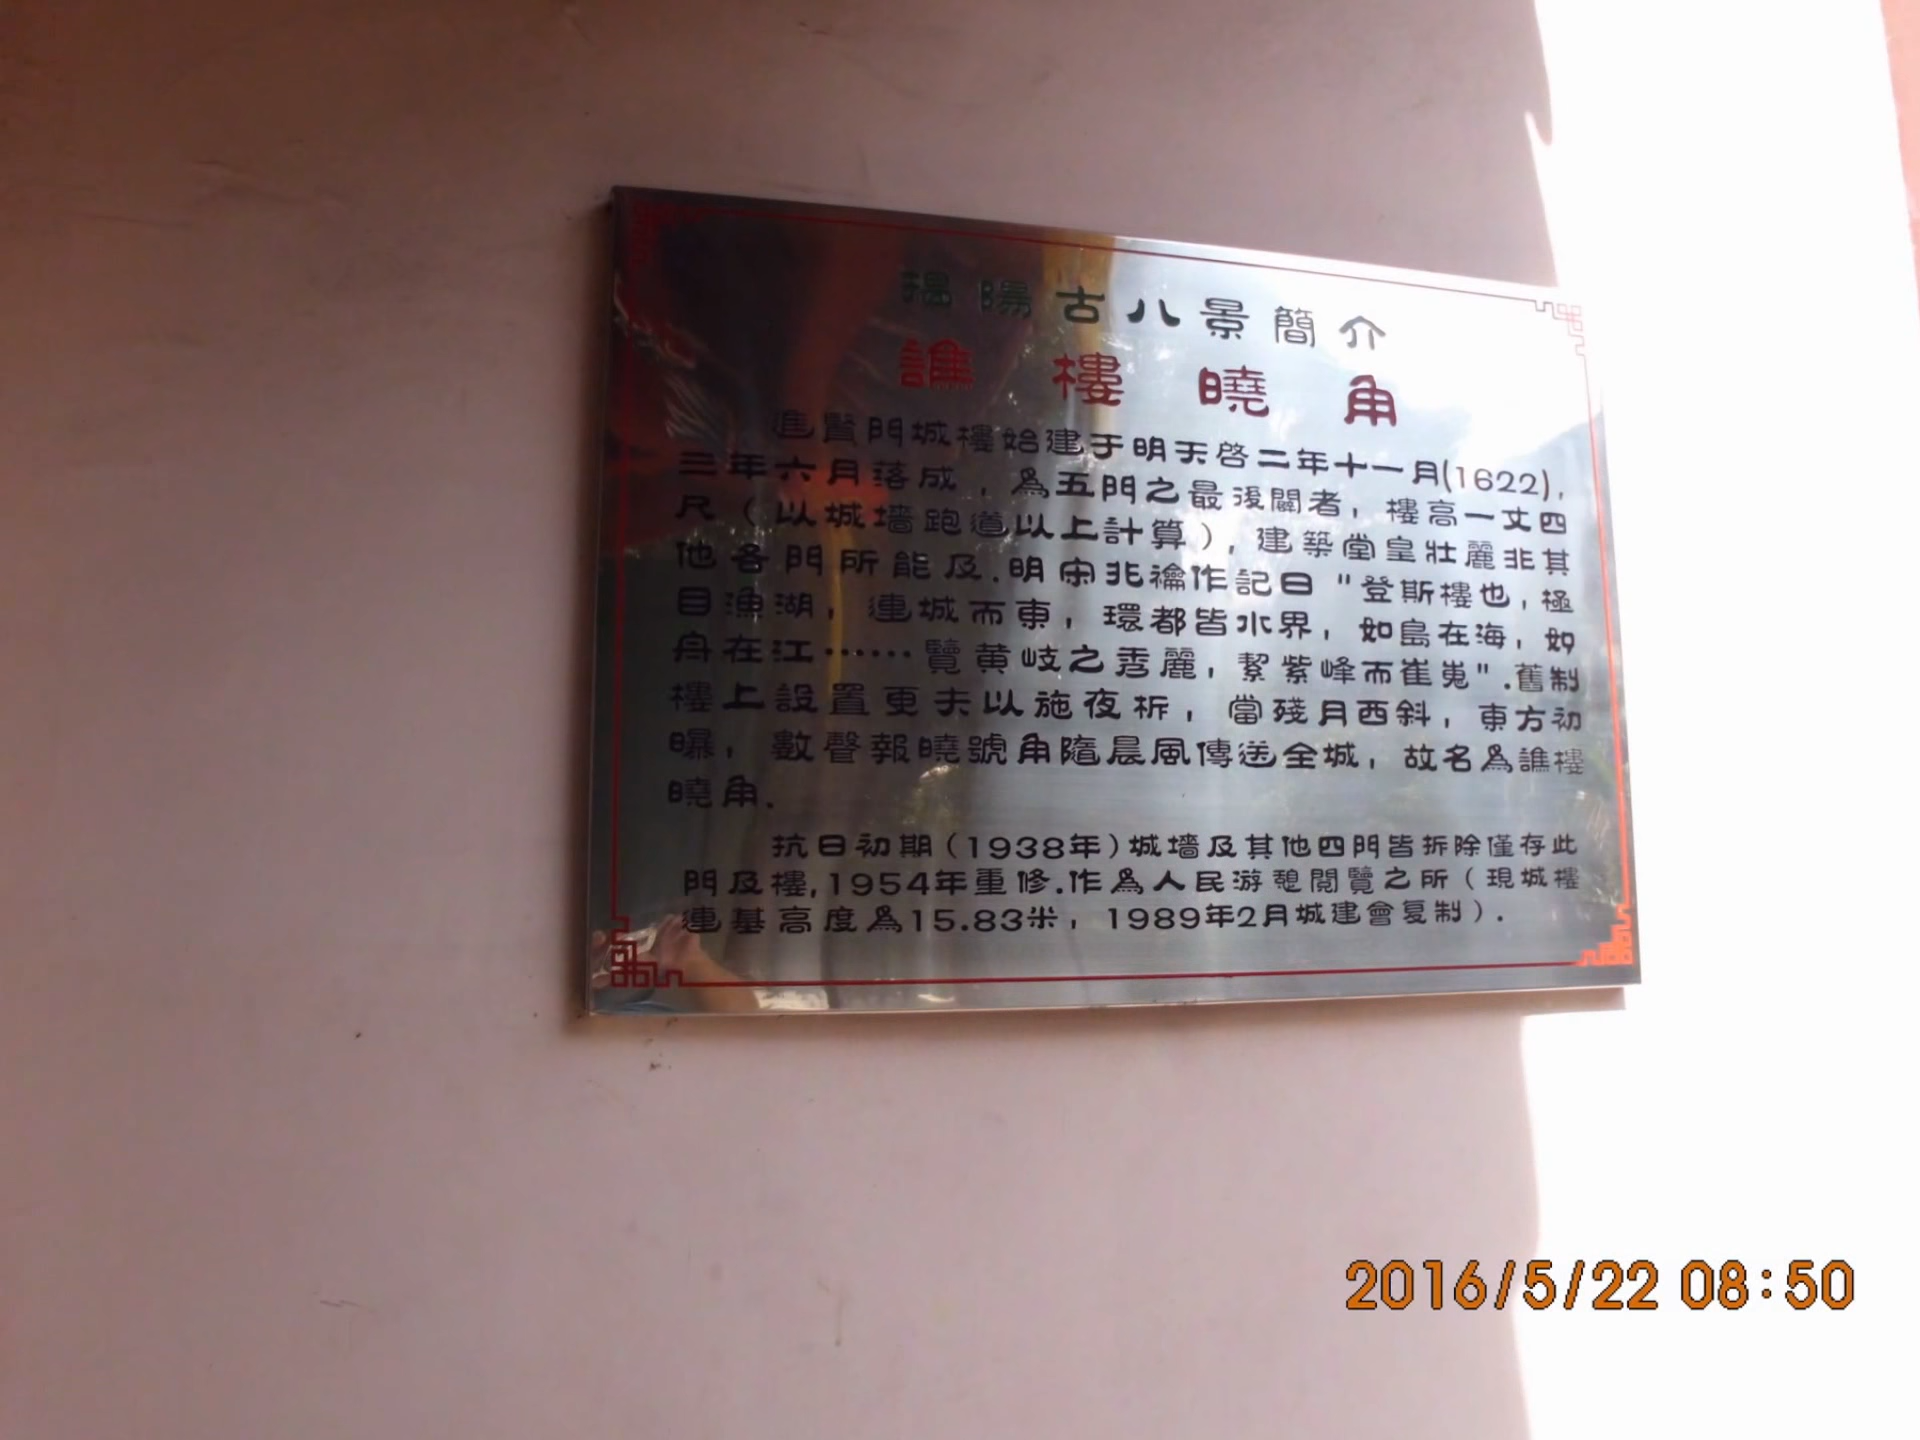 揭陽古八景簡介
譙樓曉角
進賢門城樓始建于明天啓二年十一月(1622),
三年六月落成,爲五門之最後闢者,樓高一丈四
尺(以城墻跑道以上計算),建築堂皇壯麗非其
他各門所能及.明宋兆禴作記曰"登斯樓也,極
目漁湖,連城而東,環都皆水界,如島在海,如
舟在江……覽黄岐之秀麗,絜紫峰而崔嵬".舊制
樓上設置更夫以施夜柝,當殘月西斜,東方初
曝,數聲報曉號角隨晨風傳送全城,故名爲譙樓
曉角.
抗日初期(1938年)城墻及其他四門皆拆除僅存此
門及樓,1954年重修.作爲人民游憩閲覽之所(現城樓
連基高度爲15.83米,1989年2月城建會复制).
2016/5/22 08:50